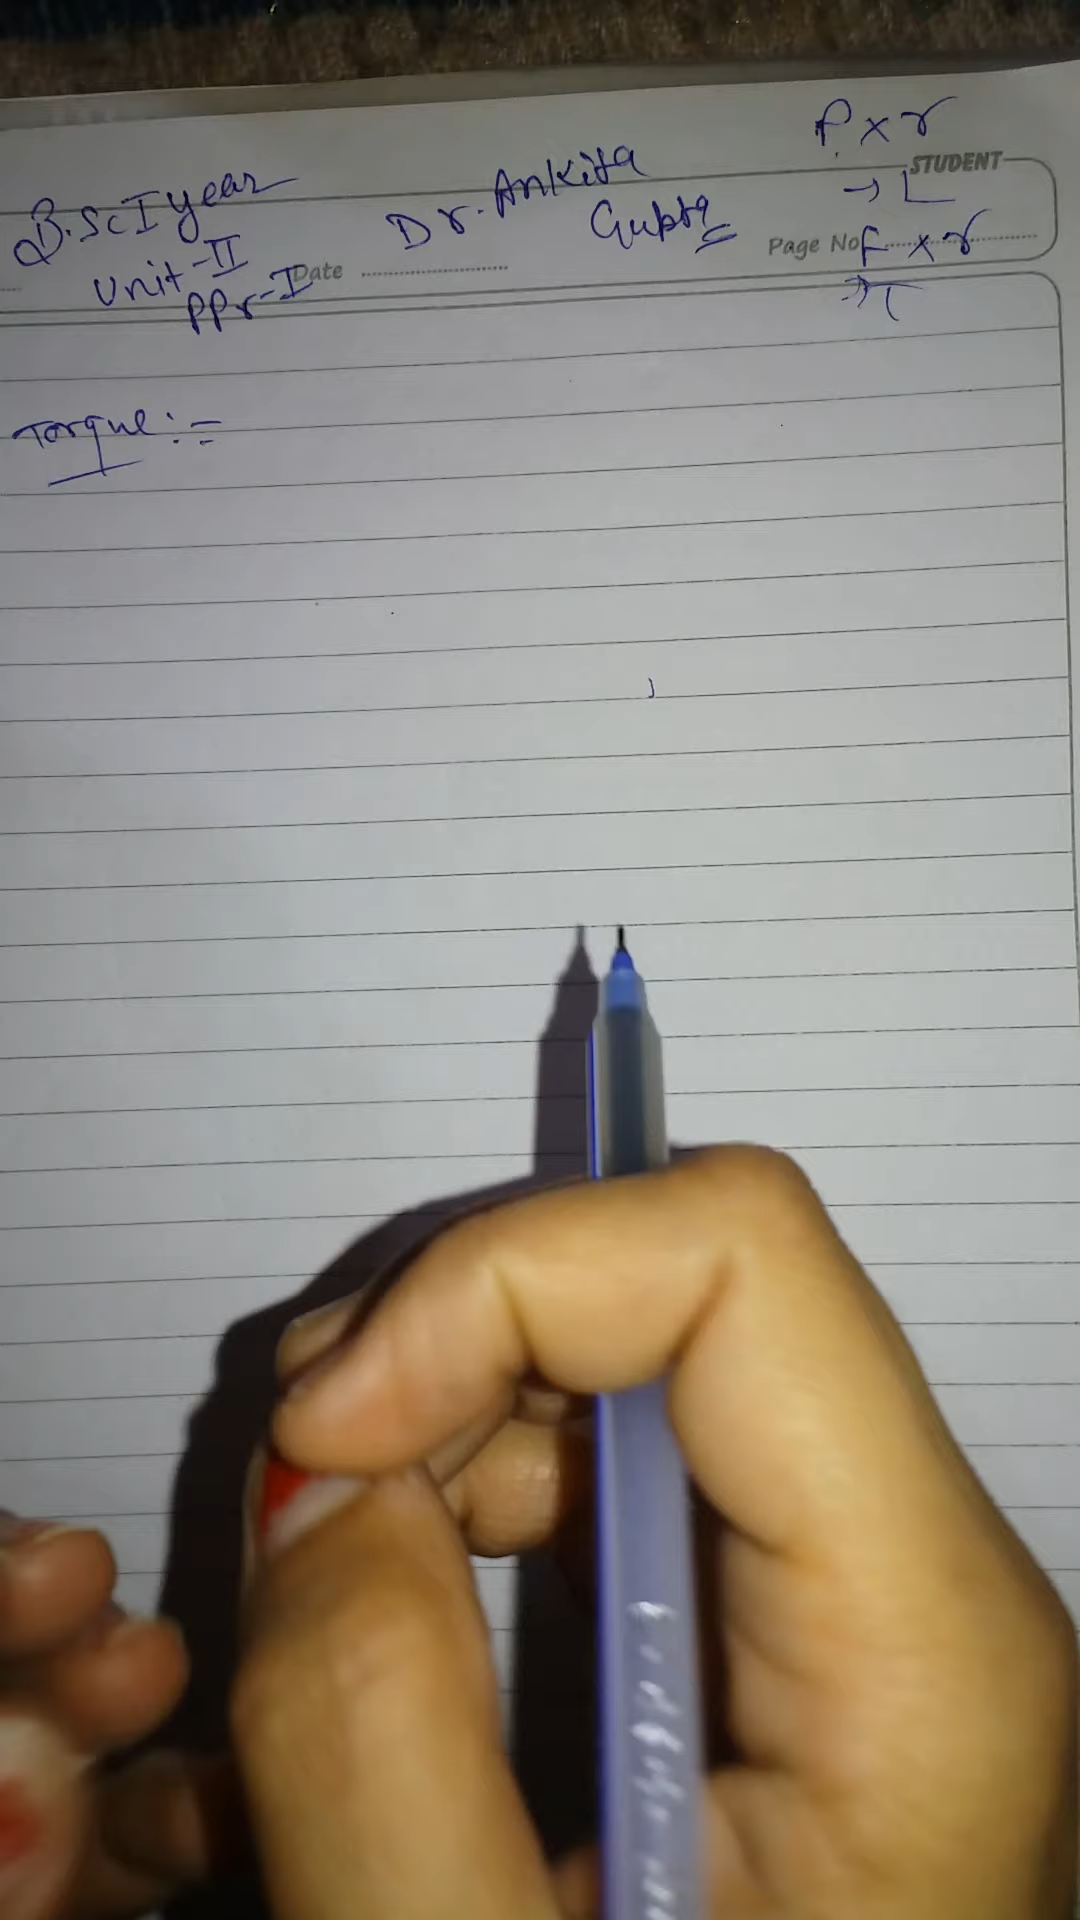 P × r
STUDENT
→ L
B.Sc I year
Dr. Ankita
Gupta
Unit - II
Page No F × r
PPr - I
Date
→ τ
Torque :=